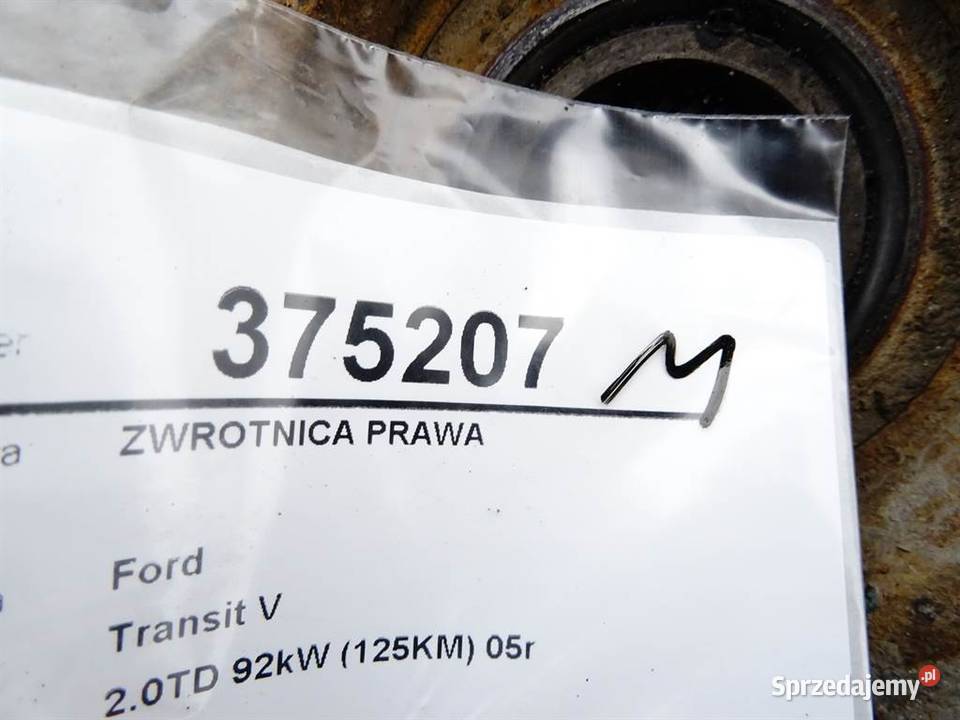 375207 M
er
ZWROTNICA PRAWA
a
Ford
Transit V
2.0TD 92kW (125KM) 05r
Sprzedajemy.pl